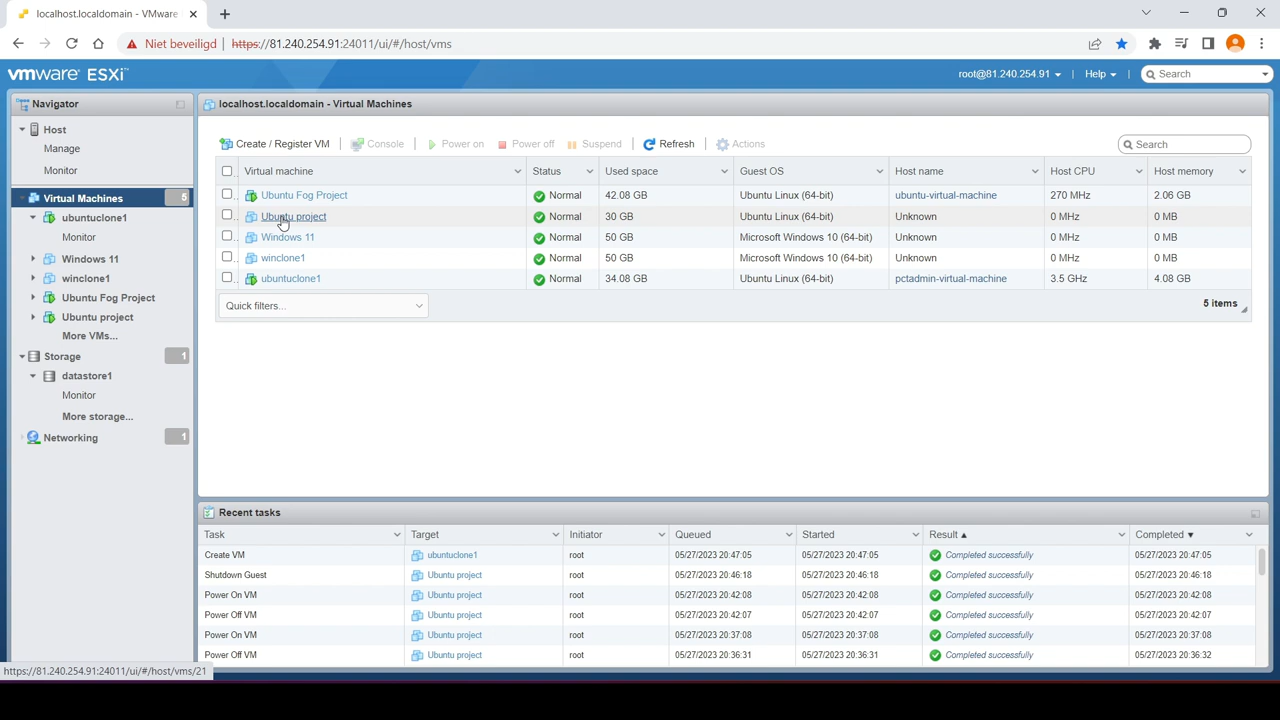 localhost.localdomain - VMware
Niet beveiligd | https://81.240.254.91:24011/ui/#/host/vms
vmware ESXi™
root@81.240.254.91 | Help | Search
Navigator
Host
Manage
Monitor
Virtual Machines 5
ubuntuclone1
Monitor
Windows 11
winclone1
Ubuntu Fog Project
Ubuntu project
More VMs...
Storage 1
datastore1
Monitor
More storage...
Networking 1
localhost.localdomain - Virtual Machines
Create / Register VM | Console | Power on Power off Suspend | Refresh | Actions Search
Virtual machine Status Used space Guest OS Host name Host CPU Host memory
Ubuntu Fog Project Normal 42.08 GB Ubuntu Linux (64-bit) ubuntu-virtual-machine 270 MHz 2.06 GB
Ubuntu project Normal 30 GB Ubuntu Linux (64-bit) Unknown 0 MHz 0 MB
Windows 11 Normal 50 GB Microsoft Windows 10 (64-bit) Unknown 0 MHz 0 MB
winclone1 Normal 50 GB Microsoft Windows 10 (64-bit) Unknown 0 MHz 0 MB
ubuntuclone1 Normal 34.08 GB Ubuntu Linux (64-bit) pctadmin-virtual-machine 3.5 GHz 4.08 GB
Quick filters... 5 items
Recent tasks
Task Target Initiator Queued Started Result Completed
Create VM ubuntuclone1 root 05/27/2023 20:47:05 05/27/2023 20:47:05 Completed successfully 05/27/2023 20:47:05
Shutdown Guest Ubuntu project root 05/27/2023 20:46:18 05/27/2023 20:46:18 Completed successfully 05/27/2023 20:46:18
Power On VM Ubuntu project root 05/27/2023 20:42:08 05/27/2023 20:42:08 Completed successfully 05/27/2023 20:42:08
Power Off VM Ubuntu project root 05/27/2023 20:42:07 05/27/2023 20:42:07 Completed successfully 05/27/2023 20:42:07
Power On VM Ubuntu project root 05/27/2023 20:37:08 05/27/2023 20:37:08 Completed successfully 05/27/2023 20:37:08
Power Off VM Ubuntu project root 05/27/2023 20:36:31 05/27/2023 20:36:31 Completed successfully 05/27/2023 20:36:32
https://81.240.254.91:24011/ui/#/host/vms/21